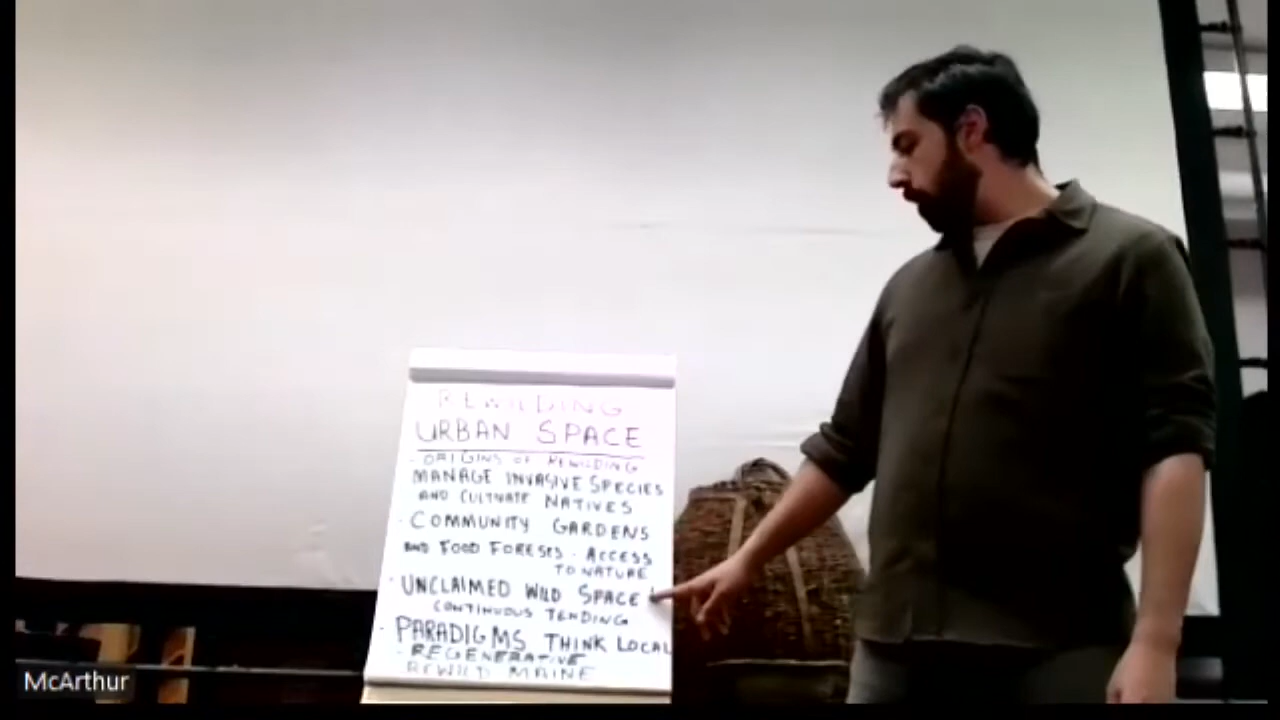 REWILDING
URBAN SPACE
- ORIGINS OF REWILDING
MANAGE INVASIVE SPECIES
AND CULTIVATE NATIVES
- COMMUNITY GARDENS
AND FOOD FORESTS - ACCESS
TO NATURE
- UNCLAIMED WILD SPACE
CONTINUOUS TENDING
- PARADIGMS THINK LOCAL
- REGENERATIVE
REWILD MAINE
McArthur